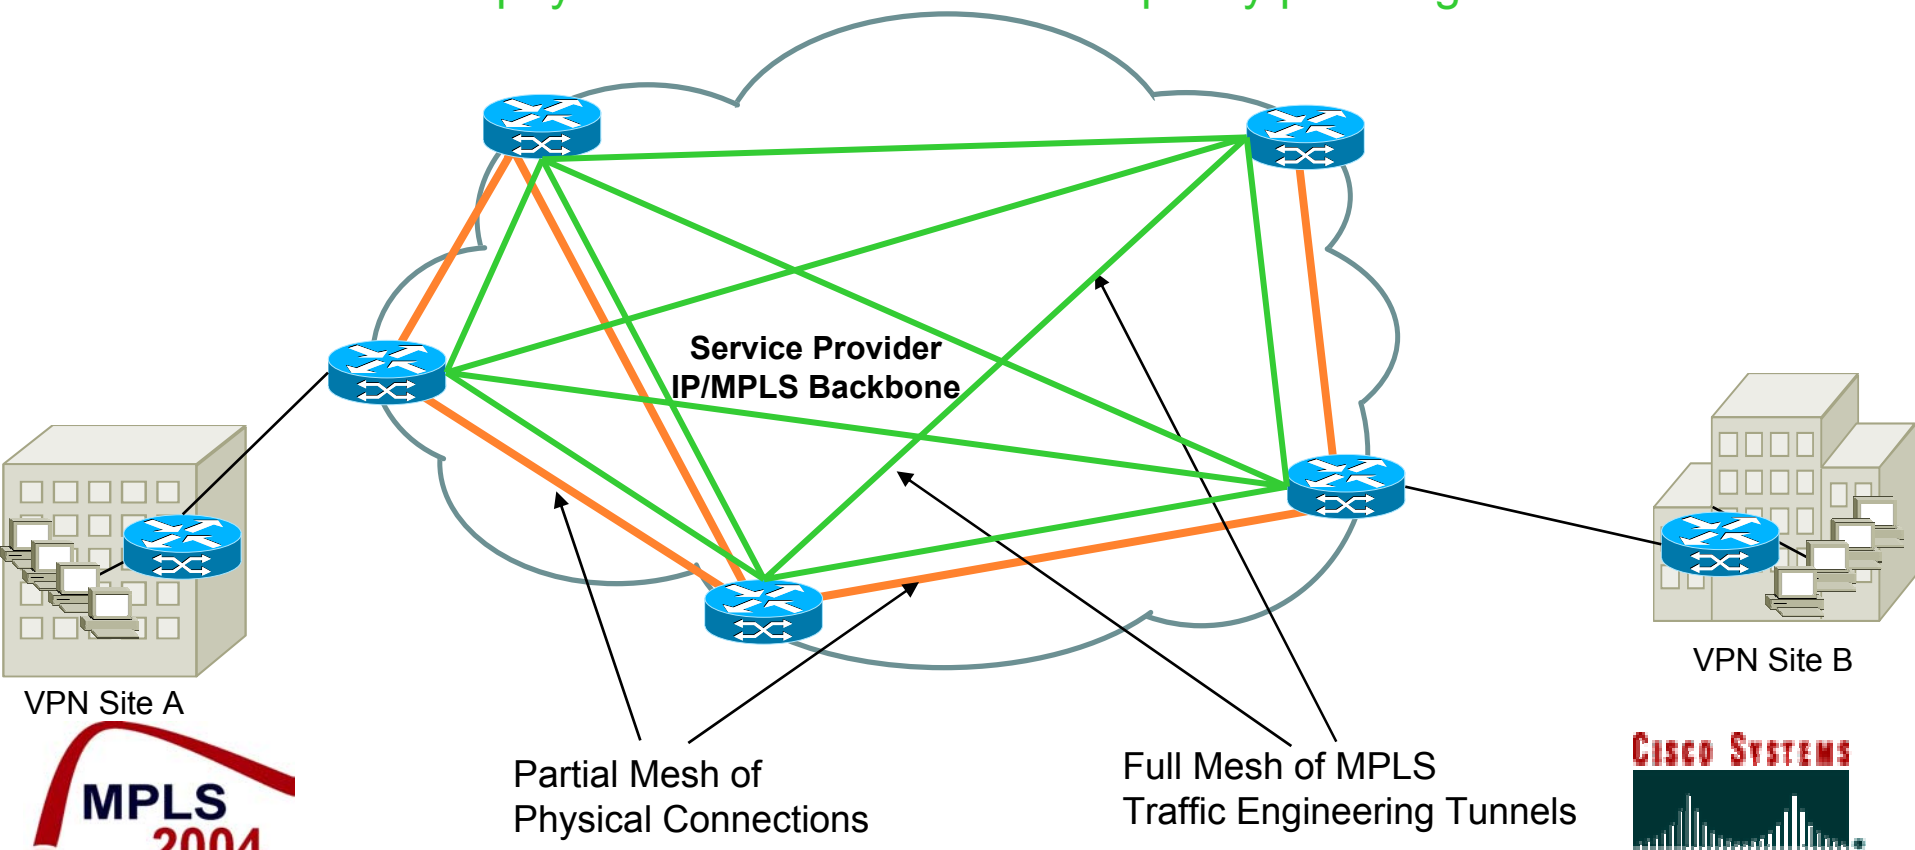 Service Provider
IP/MPLS Backbone
VPN Site B
VPN Site A
Partial Mesh of
Physical Connections
Full Mesh of MPLS
Traffic Engineering Tunnels
CISCO SYSTEMS
MPLS
2004